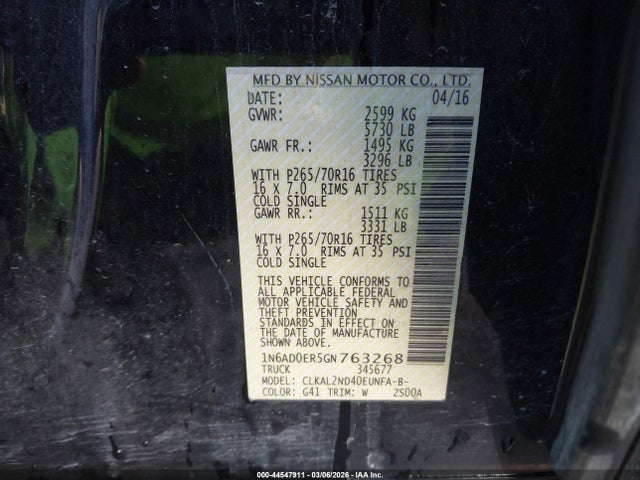 MFD BY NISSAN MOTOR CO., LTD.
DATE: 04/16
GVWR: 2599 KG
5730 LB
GAWR FR.: 1495 KG
3296 LB
WITH P265/70R16 TIRES
16 X 7.0 RIMS AT 35 PSI
COLD SINGLE
GAWR RR.: 1511 KG
3331 LB
WITH P265/70R16 TIRES
16 X 7.0 RIMS AT 35 PSI
COLD SINGLE
THIS VEHICLE CONFORMS TO
ALL APPLICABLE FEDERAL
MOTOR VEHICLE SAFETY AND
THEFT PREVENTION
STANDARDS IN EFFECT ON
THE DATE OF MANUFACTURE
SHOWN ABOVE.
1N6AD0ER5GN763268
TRUCK 345677
MODEL: CLKAL2ND40EUNFA-B-
COLOR: G41 TRIM: W ZS00A
000-44547911 - 03/06/2026 - IAAI.COM